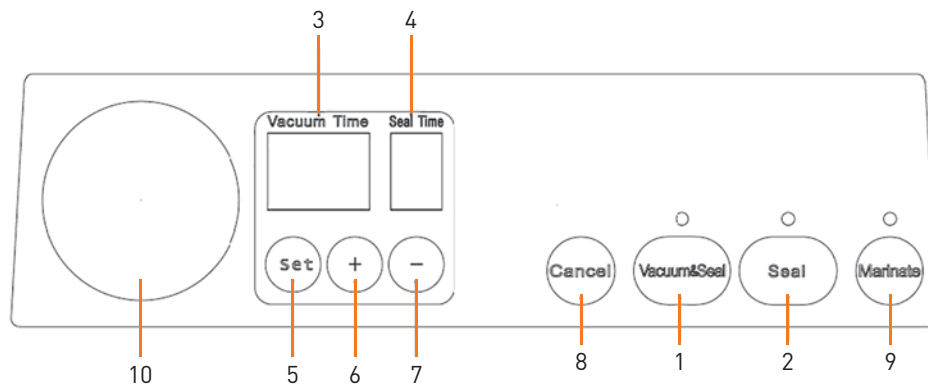 3 4
Vacuum Time Seal Time
Set + −
Cancel Vacuum&Seal Seal Marinate
10 5 6 7 8 1 2 9